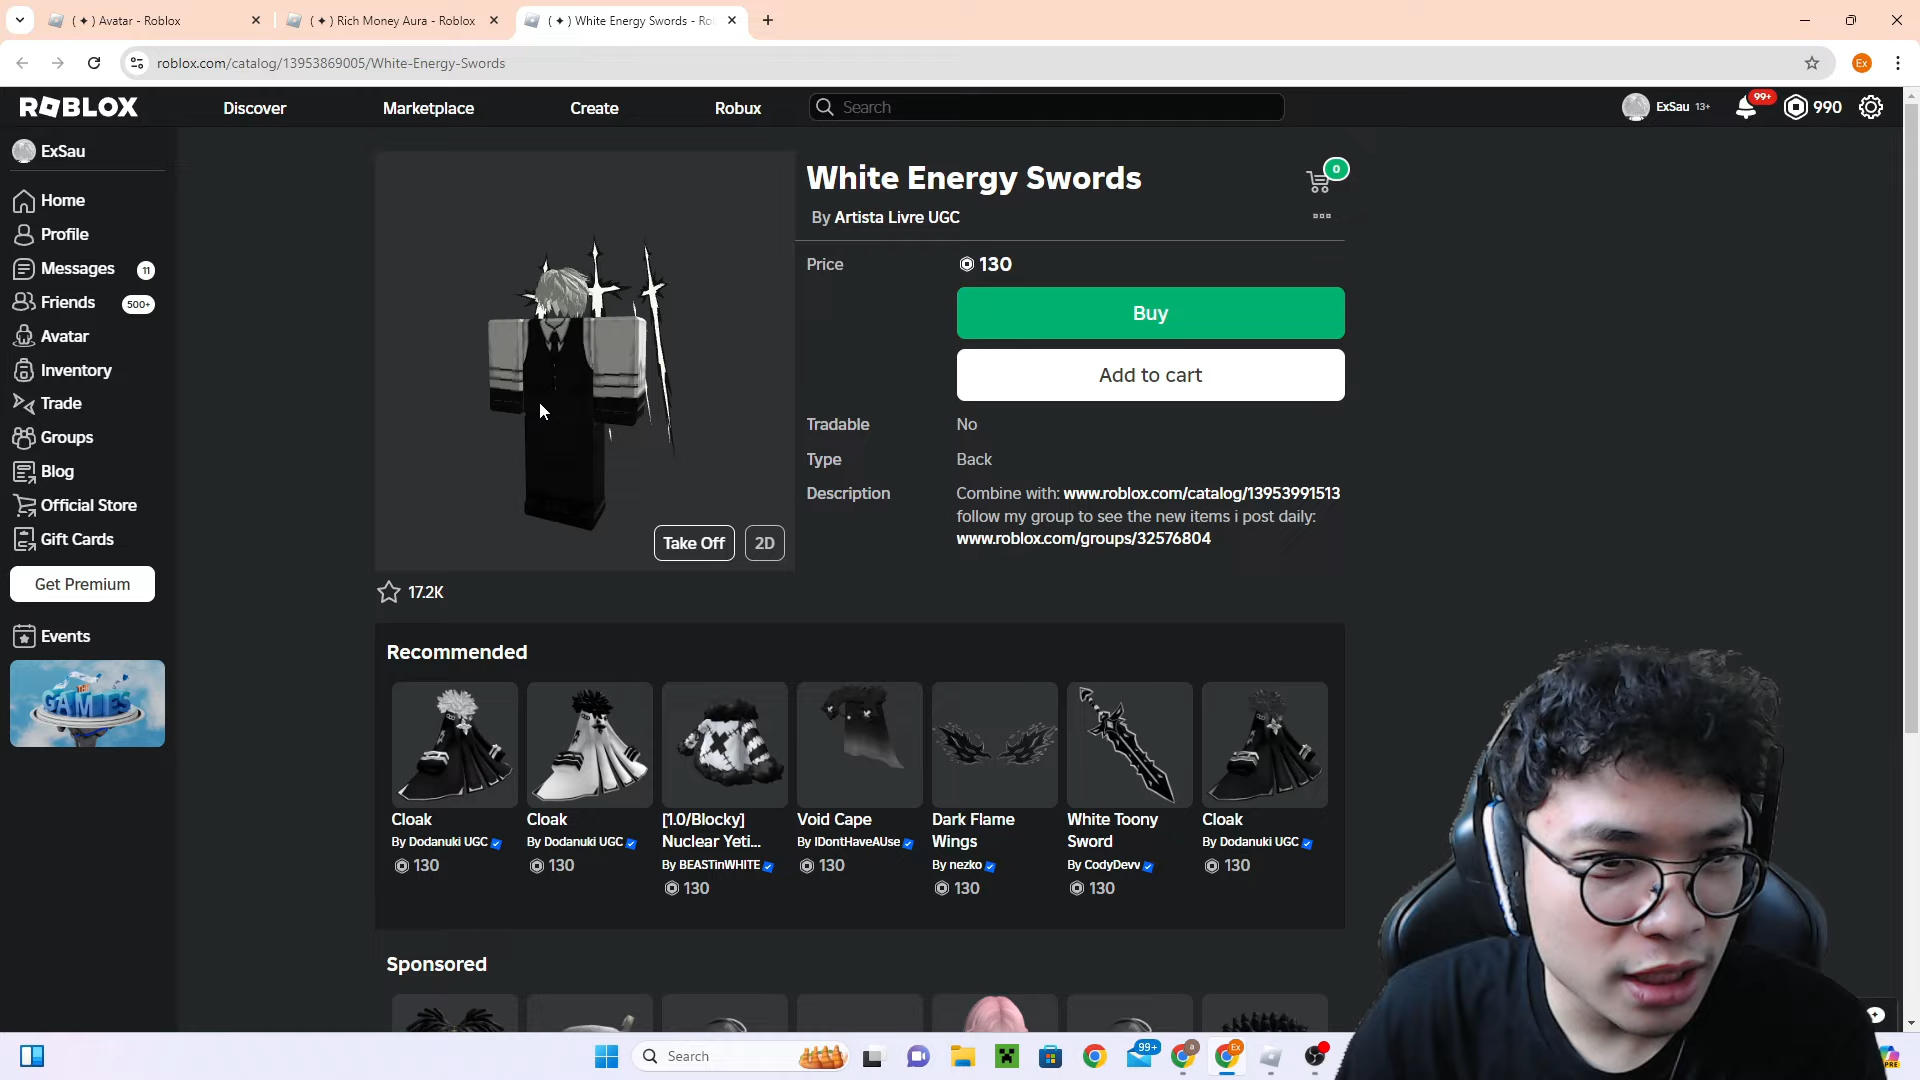 ( ✦ ) Avatar - Roblox
( ✦ ) Rich Money Aura - Roblox
( ✦ ) White Energy Swords - Ro
roblox.com/catalog/13953869005/White-Energy-Swords
Ex
ROBLOX
Discover
Marketplace
Create
Robux
Search
ExSau 13+
99+
990
ExSau
Home
Profile
Messages 11
Friends 500+
Avatar
Inventory
Trade
Groups
Blog
Official Store
Gift Cards
Get Premium
Events
THE
GAMES
Take Off
2D
17.2K
White Energy Swords
0
By Artista Livre UGC
Price 130
Buy
Add to cart
Tradable No
Type Back
Description Combine with: www.roblox.com/catalog/13953991513
follow my group to see the new items i post daily:
www.roblox.com/groups/32576804
Recommended
Cloak
By Dodanuki UGC
130
Cloak
By Dodanuki UGC
130
[1.0/Blocky]
Nuclear Yeti...
By BEASTinWHITE
130
Void Cape
By IDontHaveAUse
130
Dark Flame
Wings
By nezko
130
White Toony
Sword
By CodyDevv
130
Cloak
By Dodanuki UGC
130
Sponsored
Search
99+
a
Ex
PRE